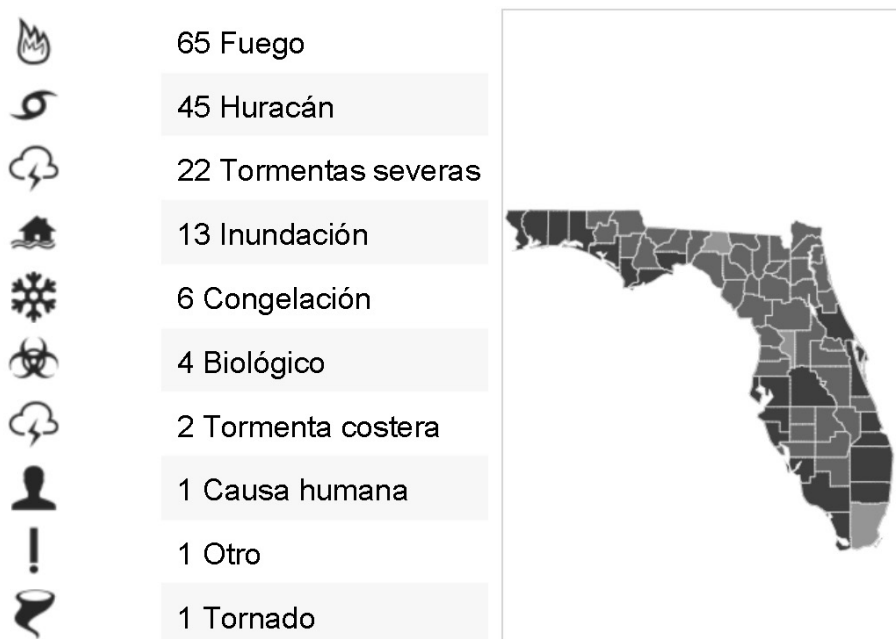 65 Fuego
45 Huracán
22 Tormentas severas
13 Inundación
6 Congelación
4 Biológico
2 Tormenta costera
1 Causa humana
1 Otro
1 Tornado